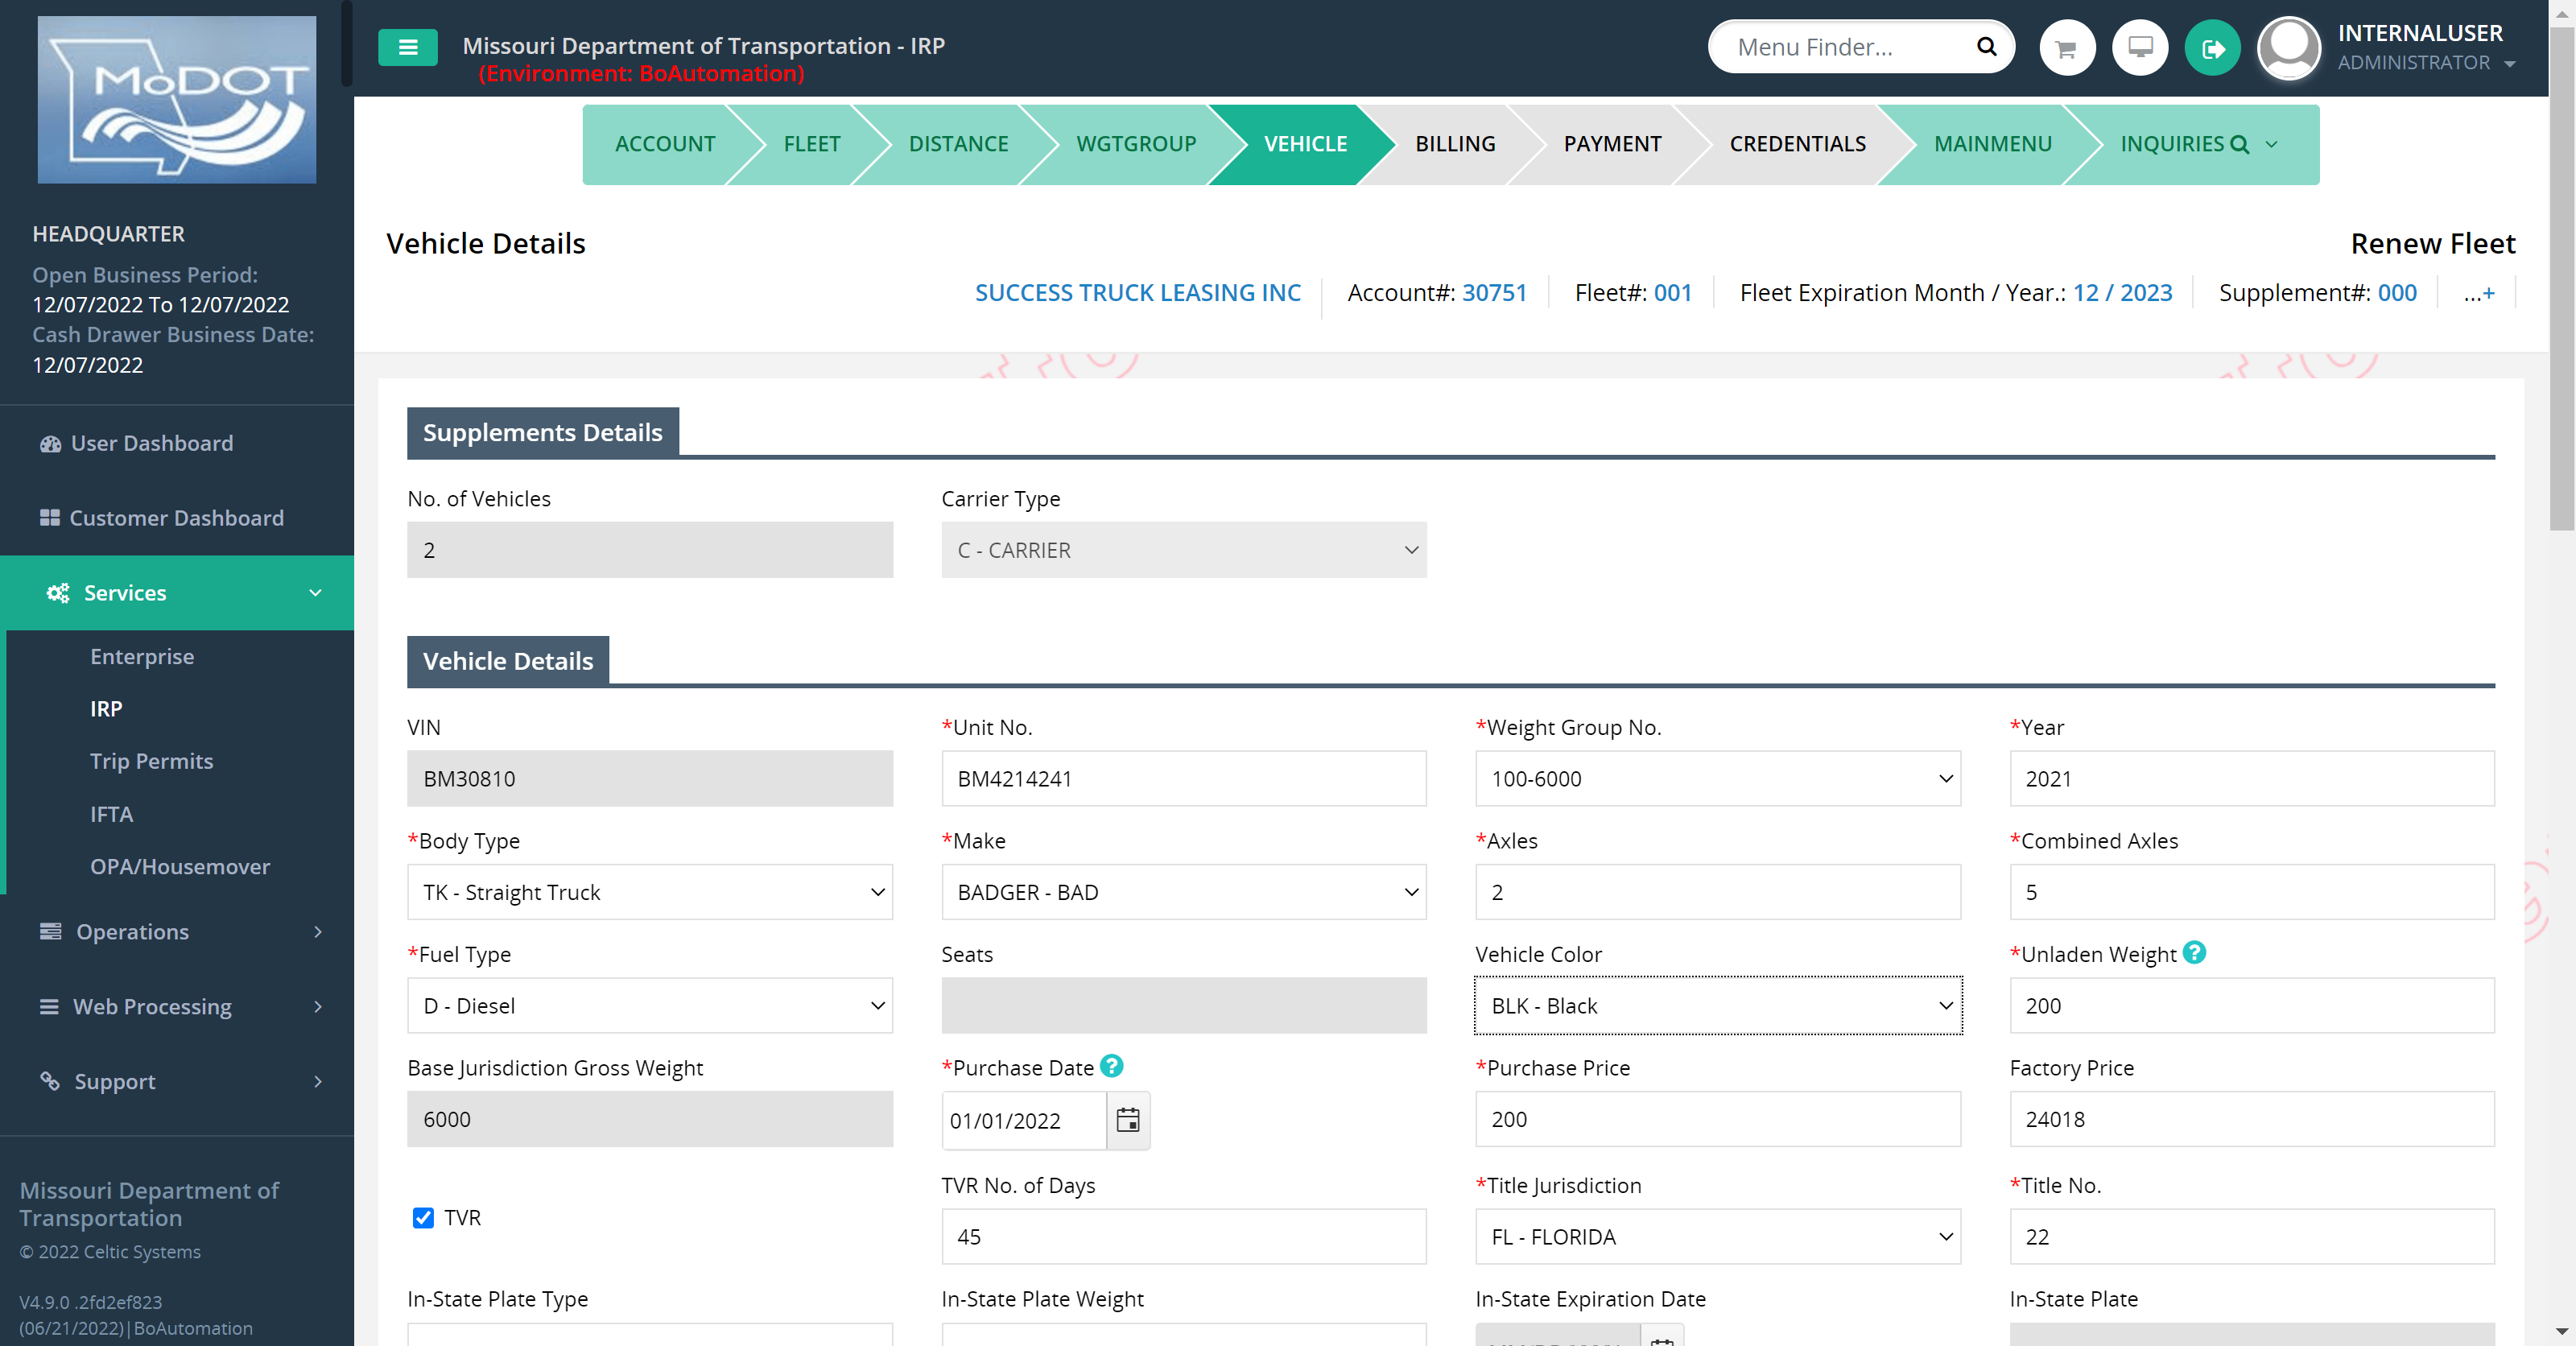 MoDOT
Missouri Department of Transportation - IRP
(Environment: BoAutomation)
Menu Finder...
INTERNALUSER
ADMINISTRATOR
ACCOUNT
FLEET
DISTANCE
WGTGROUP
VEHICLE
BILLING
PAYMENT
CREDENTIALS
MAINMENU
INQUIRIES
HEADQUARTER
Open Business Period:
12/07/2022 To 12/07/2022
Cash Drawer Business Date:
12/07/2022
User Dashboard
Customer Dashboard
Services
Enterprise
IRP
Trip Permits
IFTA
OPA/Housemover
Operations
Web Processing
Support
Missouri Department of
Transportation
© 2022 Celtic Systems
V4.9.0 .2fd2ef823
(06/21/2022)|BoAutomation
Vehicle Details
Renew Fleet
SUCCESS TRUCK LEASING INC
Account#: 30751
Fleet#: 001
Fleet Expiration Month / Year.: 12 / 2023
Supplement#: 000
...+
Supplements Details
No. of Vehicles
Carrier Type
2
C - CARRIER
Vehicle Details
VIN
*Unit No.
*Weight Group No.
*Year
BM30810
BM4214241
100-6000
2021
*Body Type
*Make
*Axles
*Combined Axles
TK - Straight Truck
BADGER - BAD
2
5
*Fuel Type
Seats
Vehicle Color
*Unladen Weight ?
D - Diesel
BLK - Black
200
Base Jurisdiction Gross Weight
*Purchase Date ?
*Purchase Price
Factory Price
6000
01/01/2022
200
24018
TVR
TVR No. of Days
*Title Jurisdiction
*Title No.
45
FL - FLORIDA
22
In-State Plate Type
In-State Plate Weight
In-State Expiration Date
In-State Plate